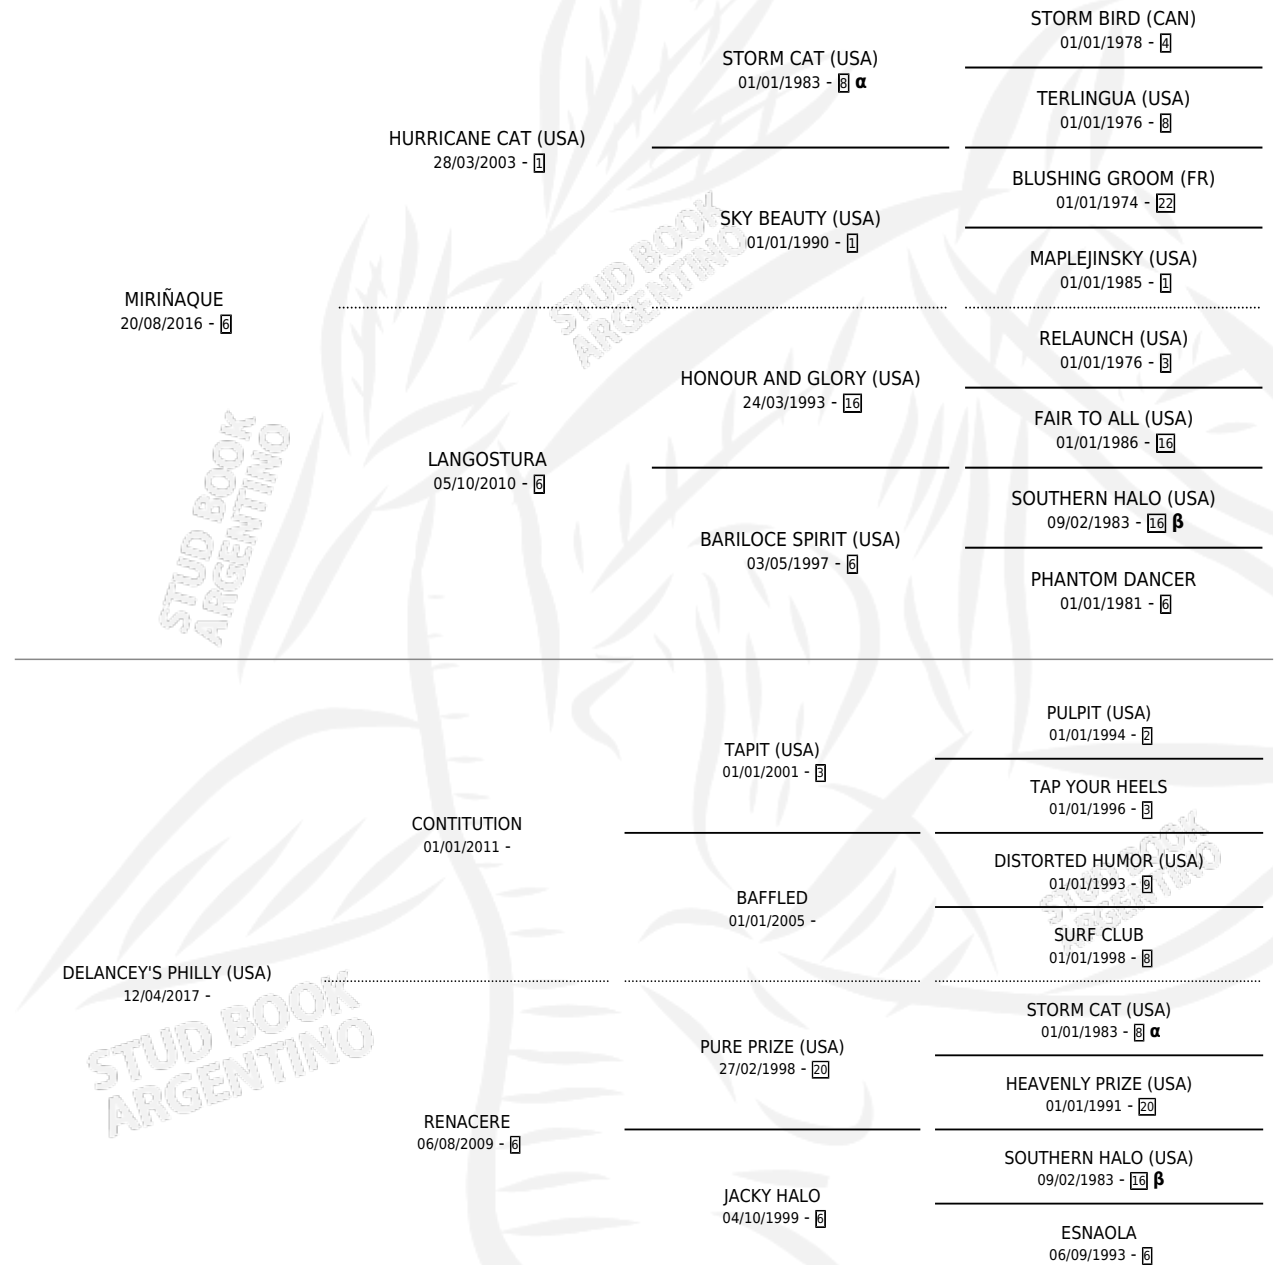 STORM BIRD (CAN)
01/01/1978 - 4
STORM CAT (USA)
01/01/1983 - 8 α
TERLINGUA (USA)
01/01/1976 - 8
HURRICANE CAT (USA)
28/03/2003 - 1
BLUSHING GROOM (FR)
01/01/1974 - 22
SKY BEAUTY (USA)
01/01/1990 - 1
MAPLEJINSKY (USA)
01/01/1985 - 1
MIRIÑAQUE
20/08/2016 - 6
RELAUNCH (USA)
01/01/1976 - 3
HONOUR AND GLORY (USA)
24/03/1993 - 16
FAIR TO ALL (USA)
01/01/1986 - 16
LANGOSTURA
05/10/2010 - 6
SOUTHERN HALO (USA)
09/02/1983 - 16 β
BARILOCE SPIRIT (USA)
03/05/1997 - 6
PHANTOM DANCER
01/01/1981 - 6
PULPIT (USA)
01/01/1994 - 2
TAPIT (USA)
01/01/2001 - 3
TAP YOUR HEELS
01/01/1996 - 3
CONTITUTION
01/01/2011 -
DISTORTED HUMOR (USA)
01/01/1993 - 9
BAFFLED
01/01/2005 -
SURF CLUB
01/01/1998 - 8
DELANCEY'S PHILLY (USA)
12/04/2017 -
STORM CAT (USA)
01/01/1983 - 8 α
PURE PRIZE (USA)
27/02/1998 - 20
HEAVENLY PRIZE (USA)
01/01/1991 - 20
RENACERE
06/08/2009 - 6
SOUTHERN HALO (USA)
09/02/1983 - 16 β
JACKY HALO
04/10/1999 - 6
ESNAOLA
06/09/1993 - 6
STUD BOOK
ARGENTINO
STUD BOOK
ARGENTINO
STUD BOOK
ARGENTINO
STUD BOOK
ARGENTINO